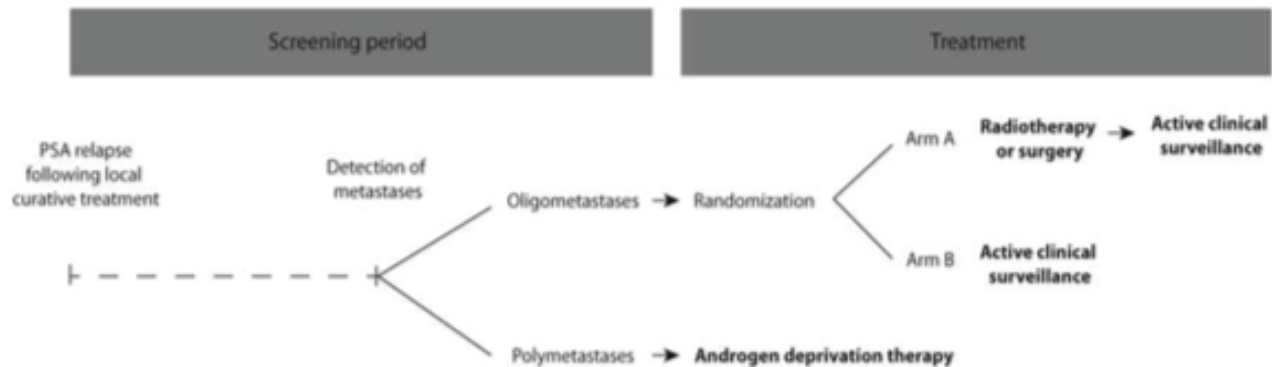 Screening period
Treatment
PSA relapse
following local
curative treatment
Detection of
metastases
Oligometastases
Randomization
Arm A
Radiotherapy
or surgery
Active clinical
surveillance
Arm B
Active clinical
surveillance
Polymetastases
Androgen deprivation therapy